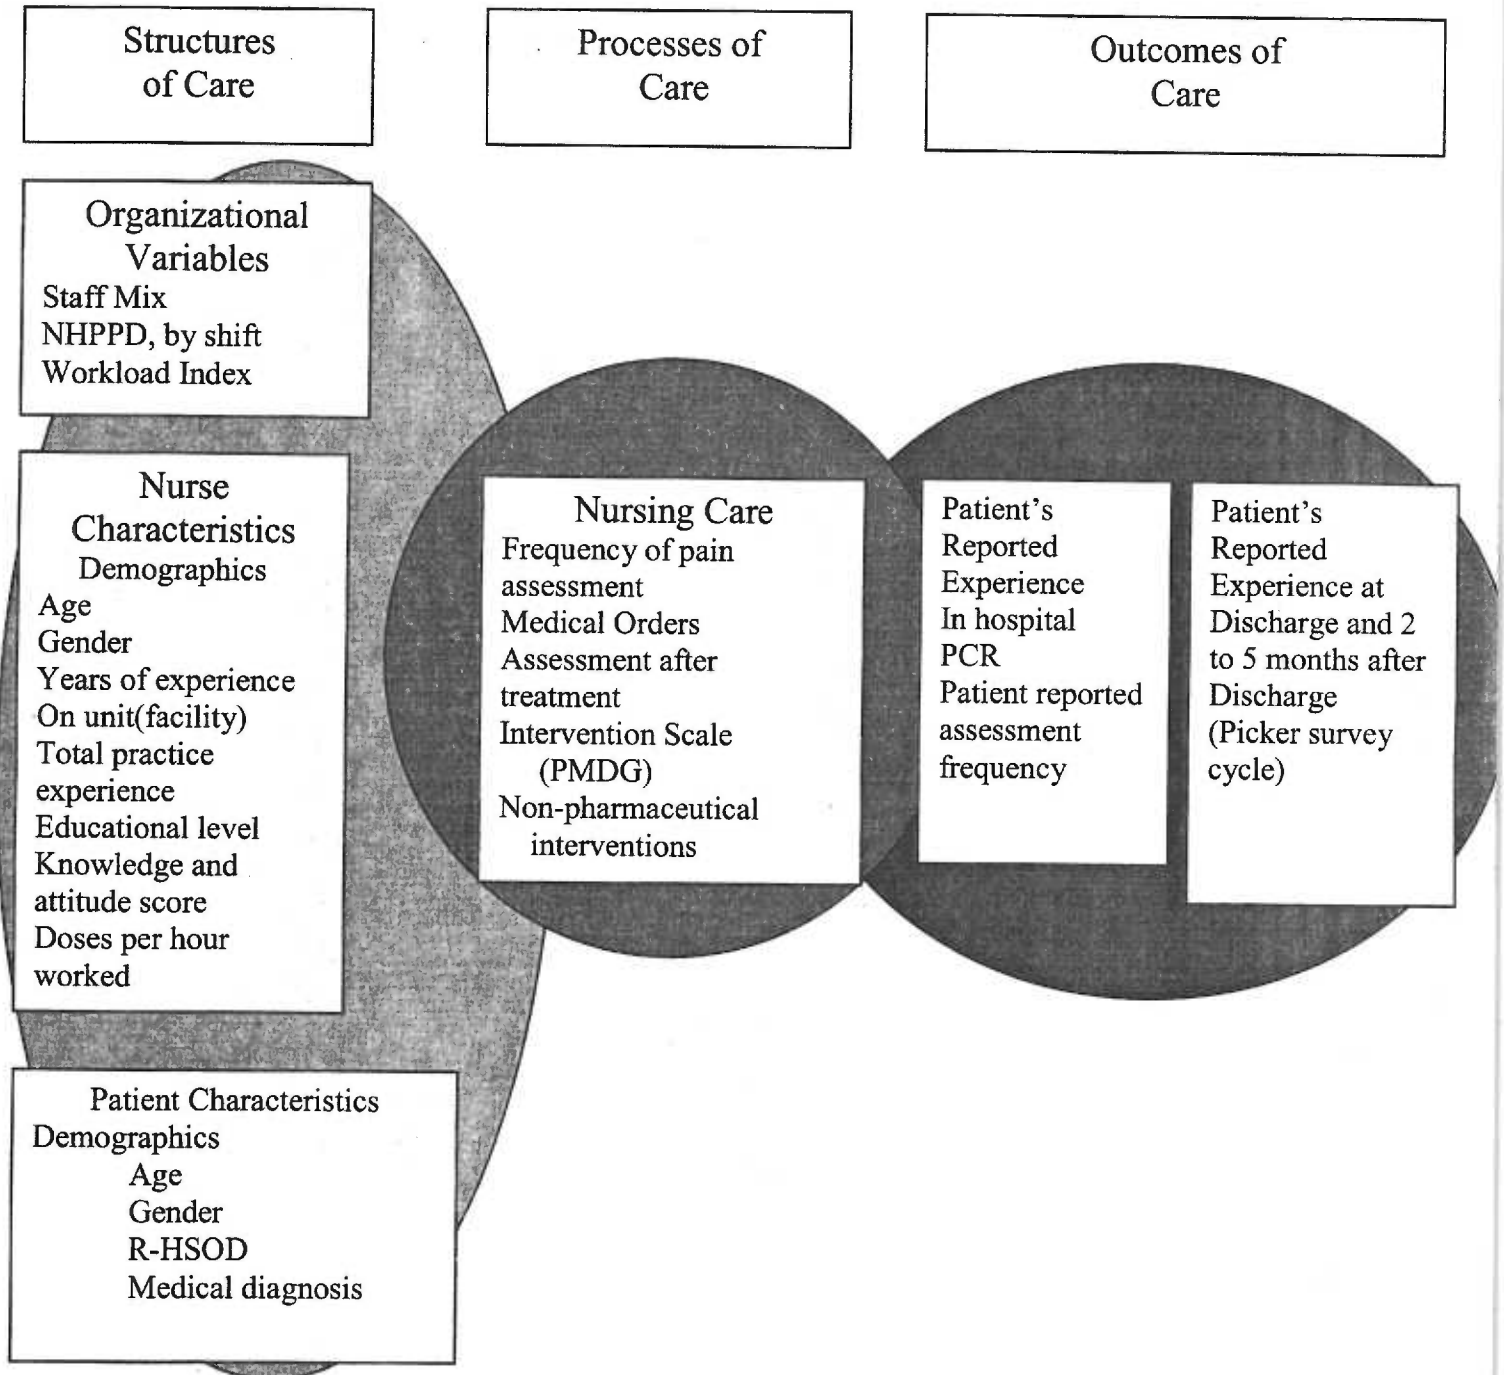 Structures
of Care
Processes of
Care
Outcomes of
Care
Organizational
Variables
Staff Mix
NHPPD, by shift
Workload Index
Nurse
Characteristics
Demographics
Age
Gender
Years of experience
On unit(facility)
Total practice
experience
Educational level
Knowledge and
attitude score
Doses per hour
worked
Patient Characteristics
Demographics
Age
Gender
R-HSOD
Medical diagnosis
Nursing Care
Frequency of pain
assessment
Medical Orders
Assessment after
treatment
Intervention Scale
(PMDG)
Non-pharmaceutical
interventions
Patient's
Reported
Experience
In hospital
PCR
Patient reported
assessment
frequency
Patient's
Reported
Experience at
Discharge and 2
to 5 months after
Discharge
(Picker survey
cycle)